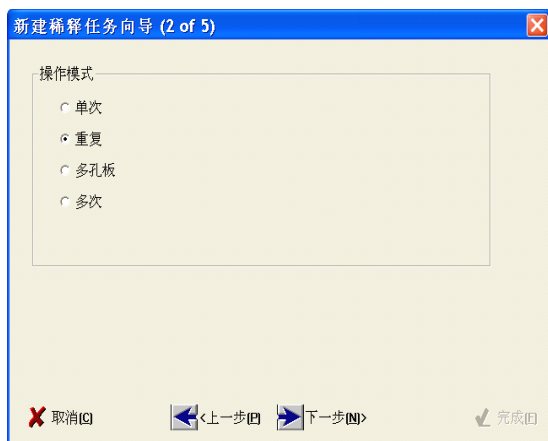 新建稀释任务向导 (2 of 5)
操作模式
单次
重复
多孔板
多次
取消(C) <上一步(P) 下一步(N)> 完成(F)